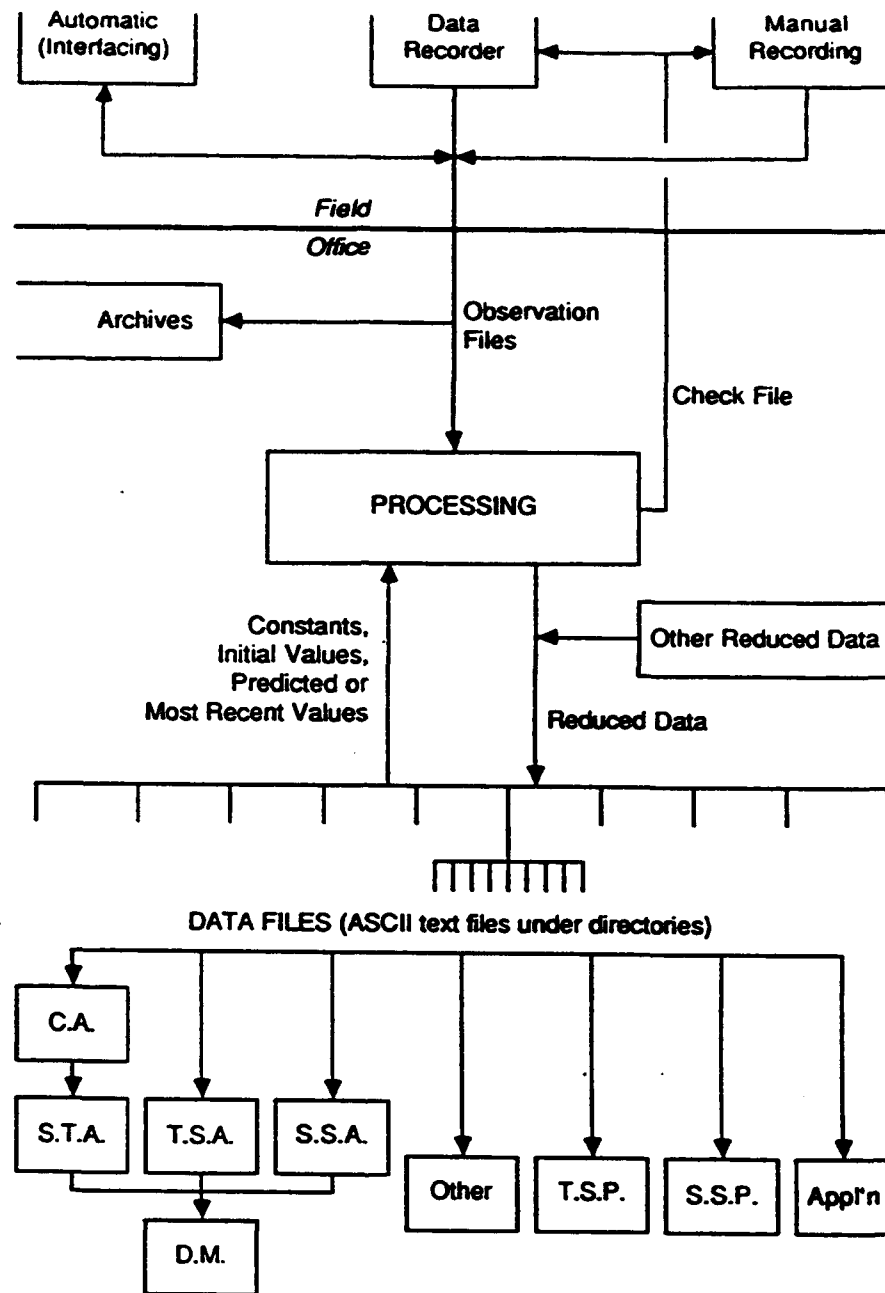 Automatic
(Interfacing)
Data
Recorder
Manual
Recording
Field
Office
Archives
Observation
Files
Check File
PROCESSING
Constants,
Initial Values,
Predicted or
Most Recent Values
Other Reduced Data
Reduced Data
DATA FILES (ASCII text files under directories)
C.A.
S.T.A.
T.S.A.
S.S.A.
Other
T.S.P.
S.S.P.
Appl'n
D.M.